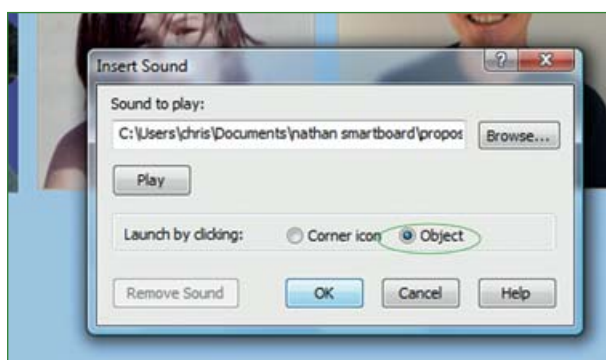 Insert Sound
Sound to play:
C:\Users\chris\Documents\nathan smartboard\propos
Browse...
Play
Launch by clicking:
Corner icon
Object
Remove Sound
OK
Cancel
Help